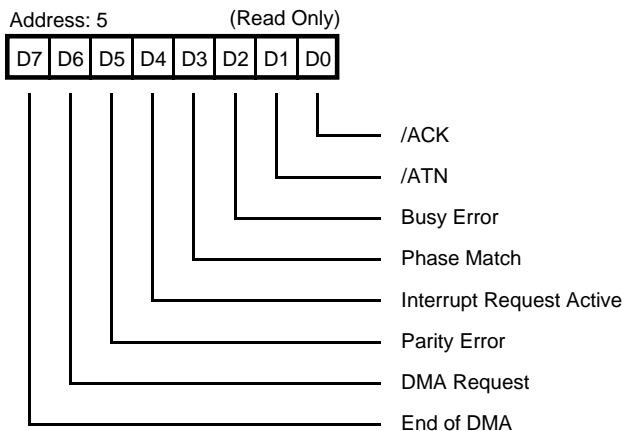 Address: 5 (Read Only)
D7 D6 D5 D4 D3 D2 D1 D0
/ACK
/ATN
Busy Error
Phase Match
Interrupt Request Active
Parity Error
DMA Request
End of DMA